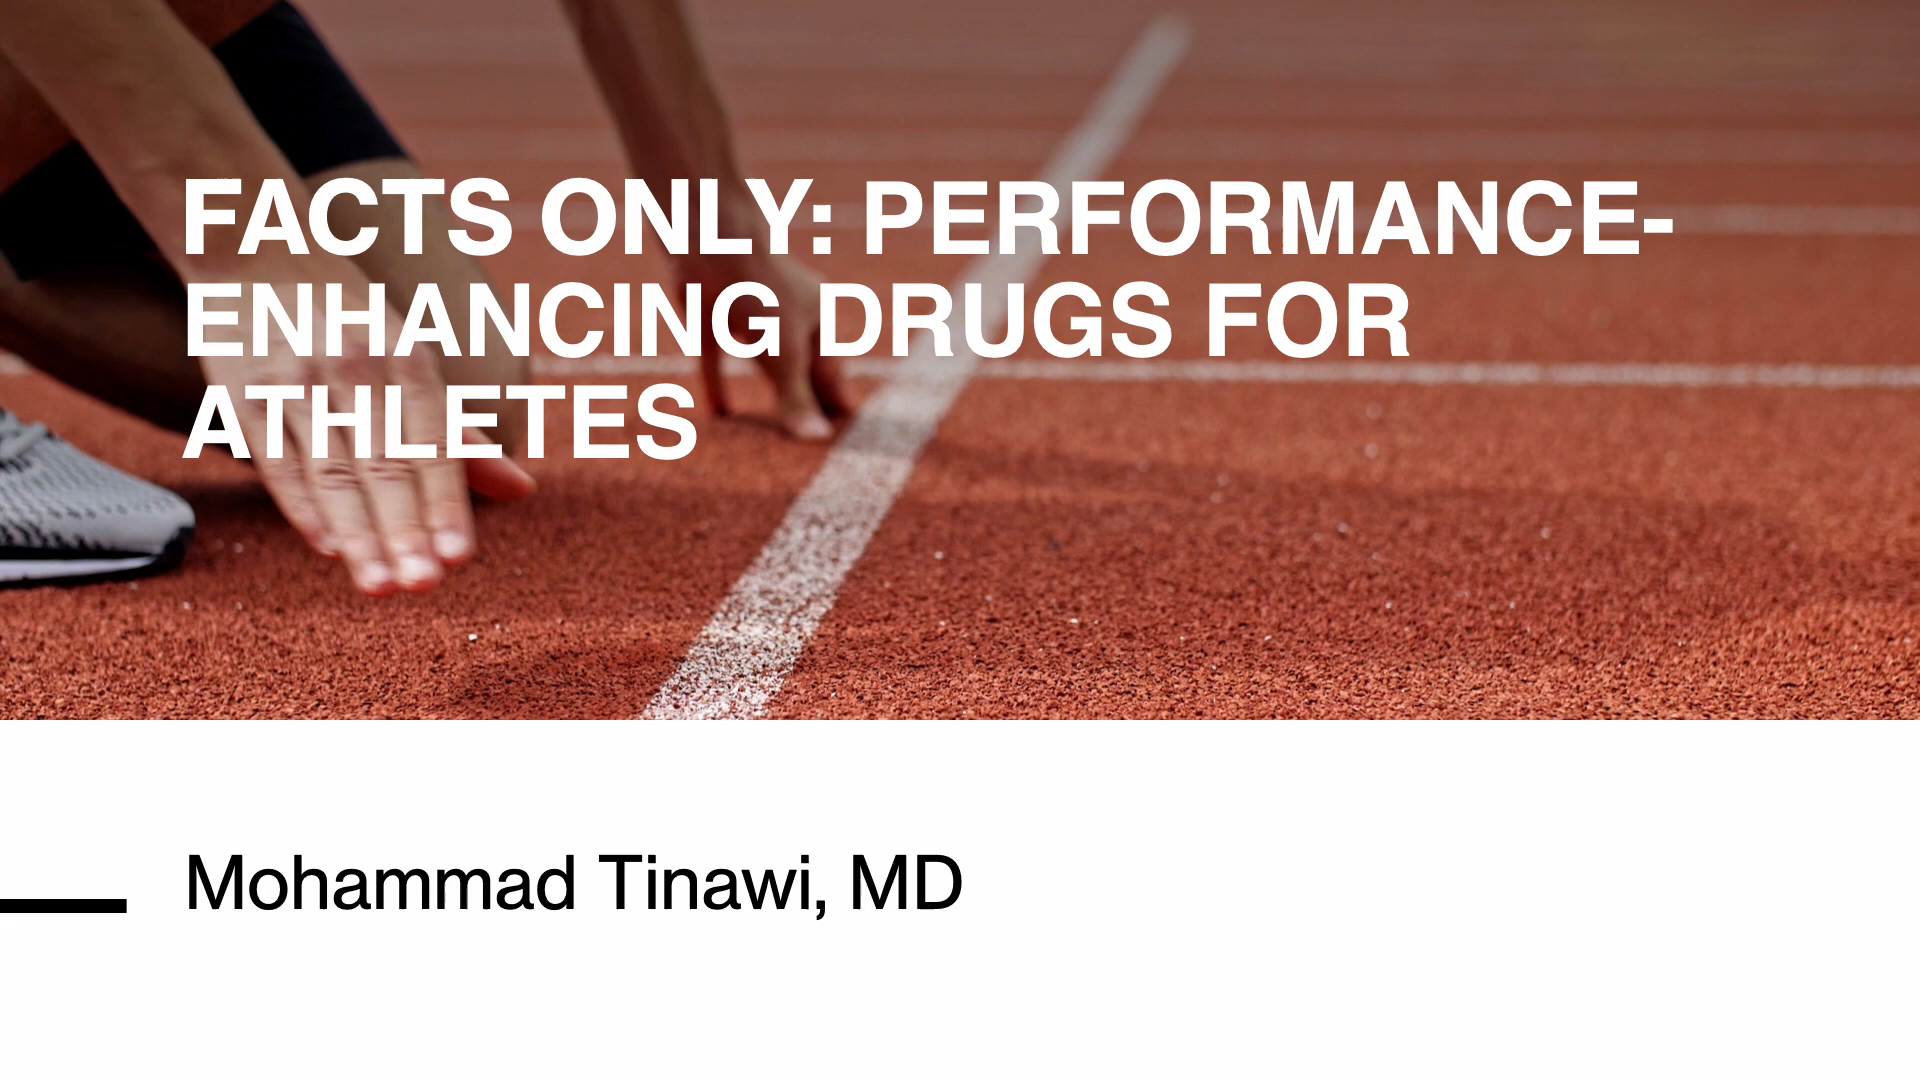 FACTS ONLY: PERFORMANCE-
ENHANCING DRUGS FOR
ATHLETES
Mohammad Tinawi, MD